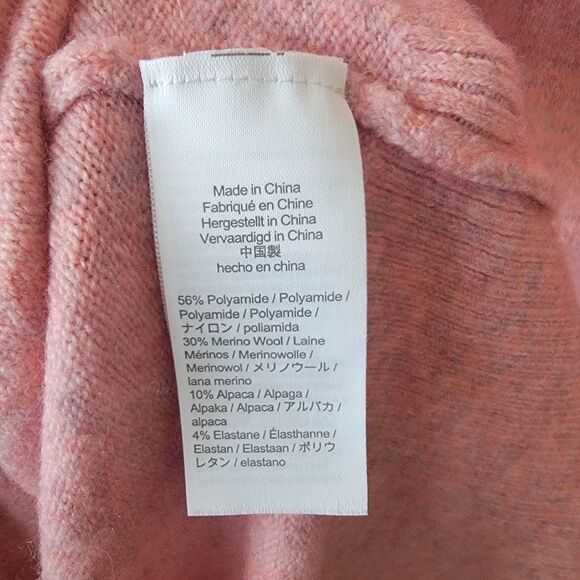 Made in China
Fabriqué en Chine
Hergestellt in China
Vervaardigd in China
中国製
hecho en china
56% Polyamide / Polyamide /
Polyamide / Polyamide /
ナイロン / poliamida
30% Merino Wool / Laine
Mérinos / Merinowolle /
Merinowol / メリノウール /
lana merino
10% Alpaca / Alpaga /
Alpaka / Alpaca / アルパカ /
alpaca
4% Elastane / Élasthanne /
Elastan / Elastaan / ポリウ
レタン / elastano